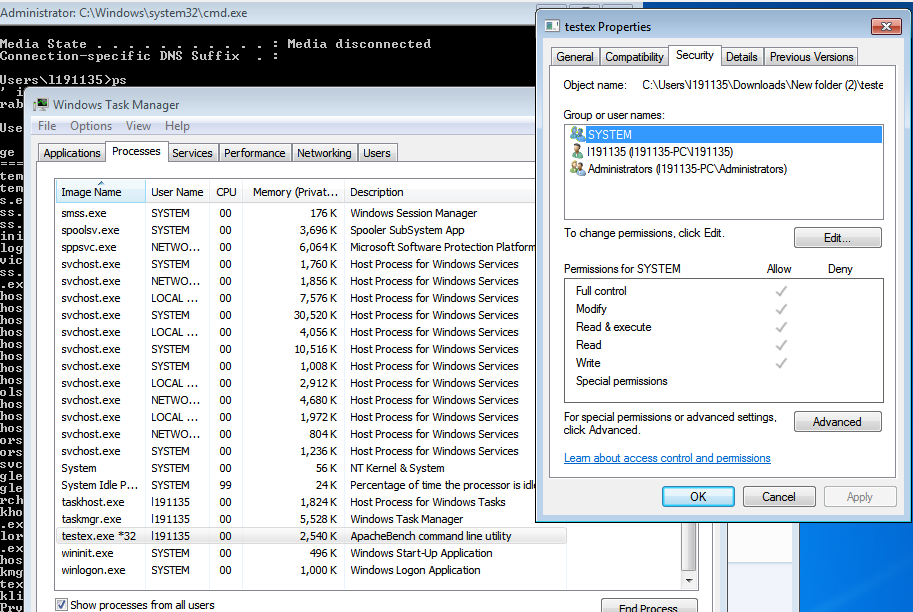 Administrator: C:\Windows\system32\cmd.exe
Media State . . . . . . . . . . . : Media disconnected
Connection-specific DNS Suffix  . :
Users\l191135>ps
Windows Task Manager
File Options View Help
Applications Processes Services Performance Networking Users
Image Name User Name CPU Memory (Privat... Description
smss.exe SYSTEM 00 176 K Windows Session Manager
spoolsv.exe SYSTEM 00 3,696 K Spooler SubSystem App
sppsvc.exe NETWO... 00 6,064 K Microsoft Software Protection Platform
svchost.exe SYSTEM 00 1,760 K Host Process for Windows Services
svchost.exe NETWO... 00 1,856 K Host Process for Windows Services
svchost.exe LOCAL ... 00 7,576 K Host Process for Windows Services
svchost.exe SYSTEM 00 30,520 K Host Process for Windows Services
svchost.exe LOCAL ... 00 4,056 K Host Process for Windows Services
svchost.exe SYSTEM 00 10,516 K Host Process for Windows Services
svchost.exe SYSTEM 00 1,008 K Host Process for Windows Services
svchost.exe LOCAL ... 00 2,912 K Host Process for Windows Services
svchost.exe NETWO... 00 4,680 K Host Process for Windows Services
svchost.exe LOCAL ... 00 1,972 K Host Process for Windows Services
svchost.exe NETWO... 00 804 K Host Process for Windows Services
svchost.exe SYSTEM 00 1,236 K Host Process for Windows Services
System SYSTEM 00 56 K NT Kernel & System
System Idle P... SYSTEM 99 24 K Percentage of time the processor is idle
taskhost.exe l191135 00 1,824 K Host Process for Windows Tasks
taskmgr.exe l191135 00 5,528 K Windows Task Manager
testex.exe *32 l191135 00 2,540 K ApacheBench command line utility
wininit.exe SYSTEM 00 496 K Windows Start-Up Application
winlogon.exe SYSTEM 00 1,000 K Windows Logon Application
Show processes from all users
End Process
testex Properties
General Compatibility Security Details Previous Versions
Object name: C:\Users\l191135\Downloads\New folder (2)\teste
Group or user names:
SYSTEM
l191135 (l191135-PC\l191135)
Administrators (l191135-PC\Administrators)
To change permissions, click Edit.
Edit...
Permissions for SYSTEM Allow Deny
Full control
Modify
Read & execute
Read
Write
Special permissions
For special permissions or advanced settings,
click Advanced.
Advanced
Learn about access control and permissions
OK Cancel Apply